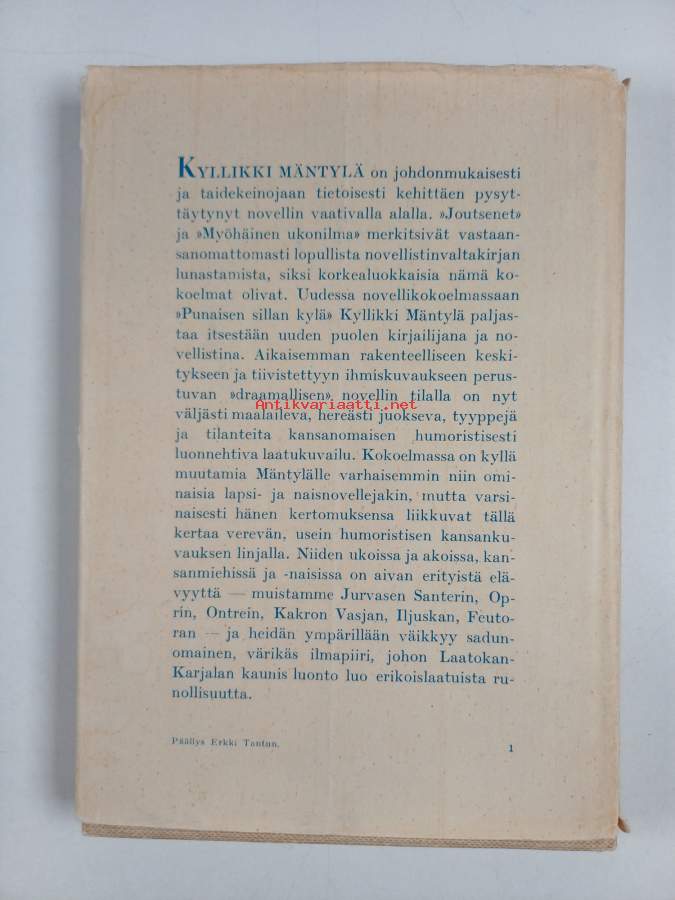 KYLLIKKI MÄNTYLÄ on johdonmukaisesti
ja taidekeinojaan tietoisesti kehittäen pysyt-
täytynyt novellin vaativalla alalla. »Joutsenet»
ja »Myöhäinen ukonilma» merkitsivät vastaan-
sanomattomasti lopullista novellistinvaltakirjan
lunastamista, siksi korkealuokkaisia nämä ko-
koelmat olivat. Uudessa novellikokoelmassaan
»Punaisen sillan kylä» Kyllikki Mäntylä paljas-
taa itsestään uuden puolen kirjailijana ja no-
vellistina. Aikaisemman rakenteelliseen keski-
tykseen ja tiivistettyyn ihmiskuvaukseen perus-
tuvan »draamallisen» novellin tilalla on nyt
Antikvariaatti.net
väljästi maalaileva, hereästi juokseva, tyyppejä
ja tilanteita kansanomaisen humoristisesti
luonnehtiva laatukuvailu. Kokoelmassa on kyllä
muutamia Mäntylälle varhaisemmin niin omi-
naisia lapsi- ja naisnovellejakin, mutta varsi-
naisesti hänen kertomuksensa liikkuvat tällä
kertaa verevän, usein humoristisen kansanku-
vauksen linjalla. Niiden ukoissa ja akoissa, kan-
sanmiehissä ja -naisissa on aivan erityistä elä-
vyyttä — muistamme Jurvasen Santerin, Op-
rin, Ontrein, Kakron Vasjan, Iljuskan, Feuto-
ran — ja heidän ympärillään väikkyy sadun-
omainen, värikäs ilmapiiri, johon Laatokan-
Karjalan kaunis luonto luo erikoislaatuista ru-
nollisuutta.
Päällys Erkki Tantun.
1